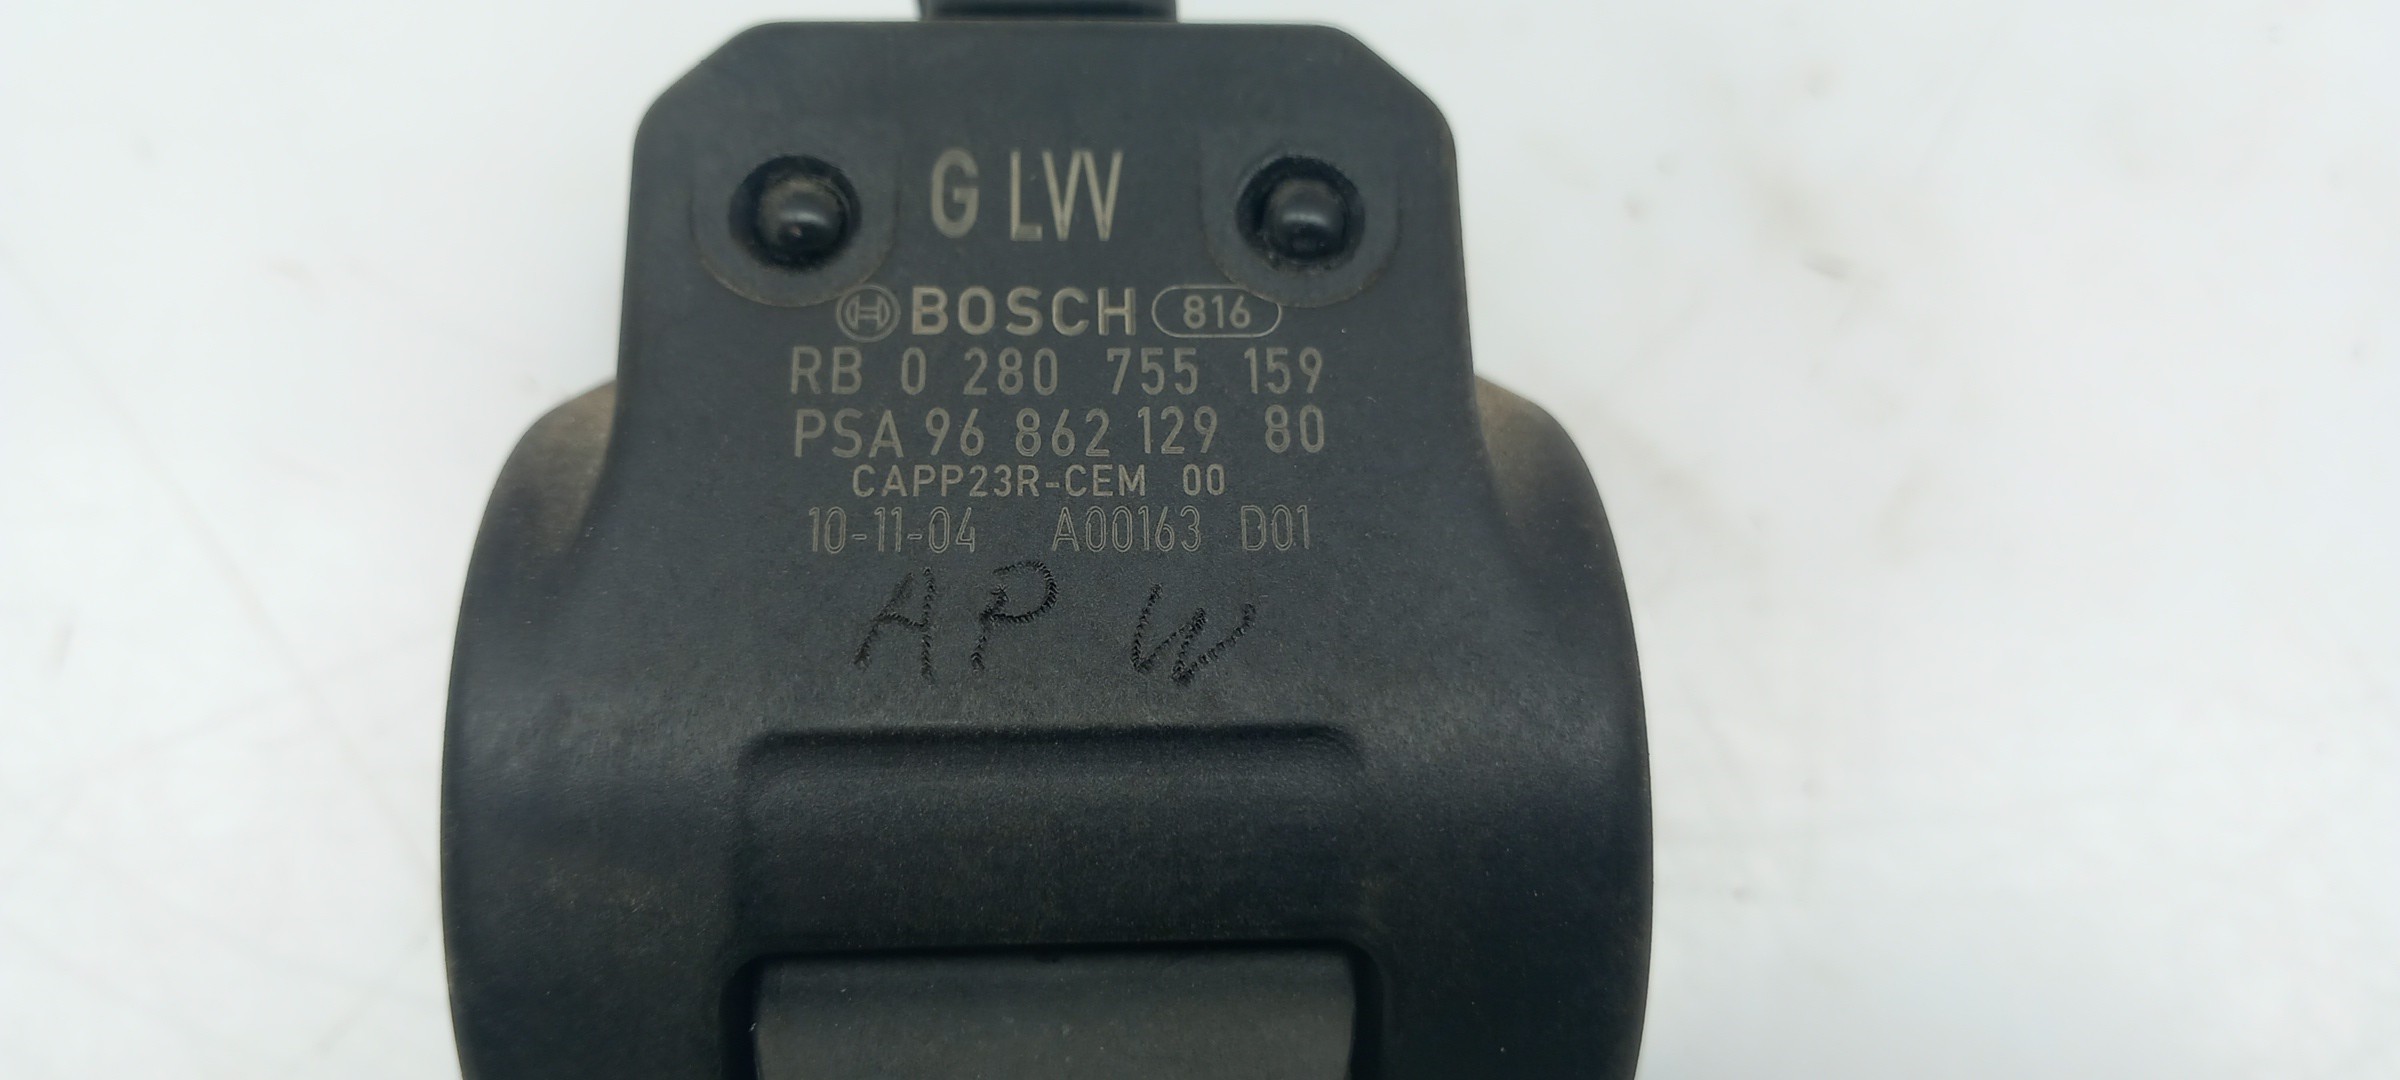 G LW
BOSCH 816
RB 0 280 755 159
PSA 96 862 129 80
CAPP23R-CEM 00
10-11-04 A00163 D01
AP W